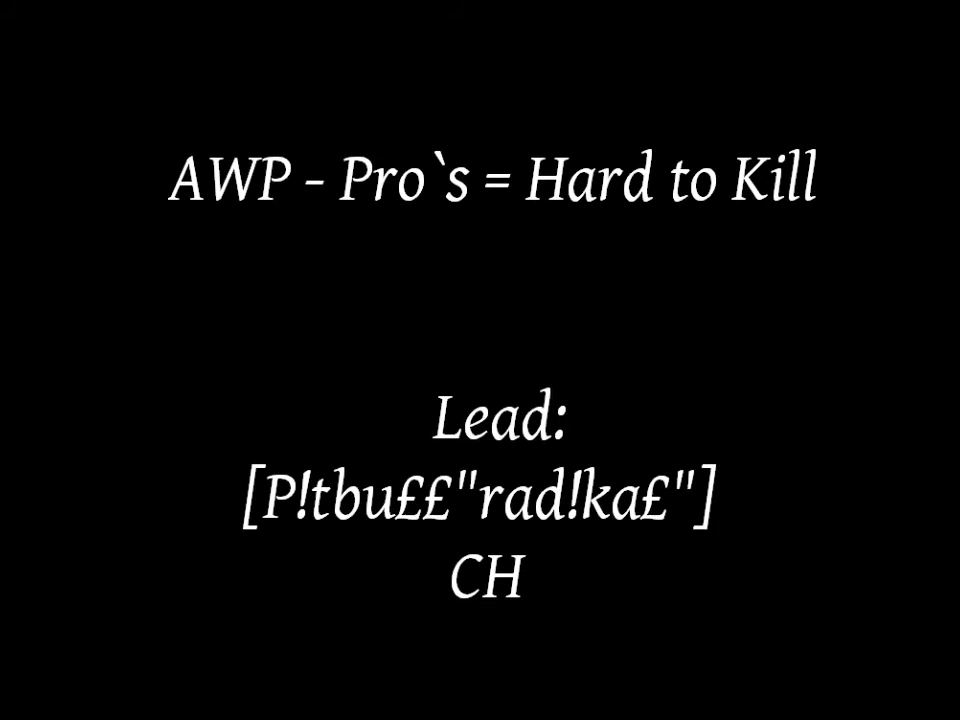 AWP - Pro`s = Hard to Kill
Lead:
[P!tbu££"rad!ka£"]
CH